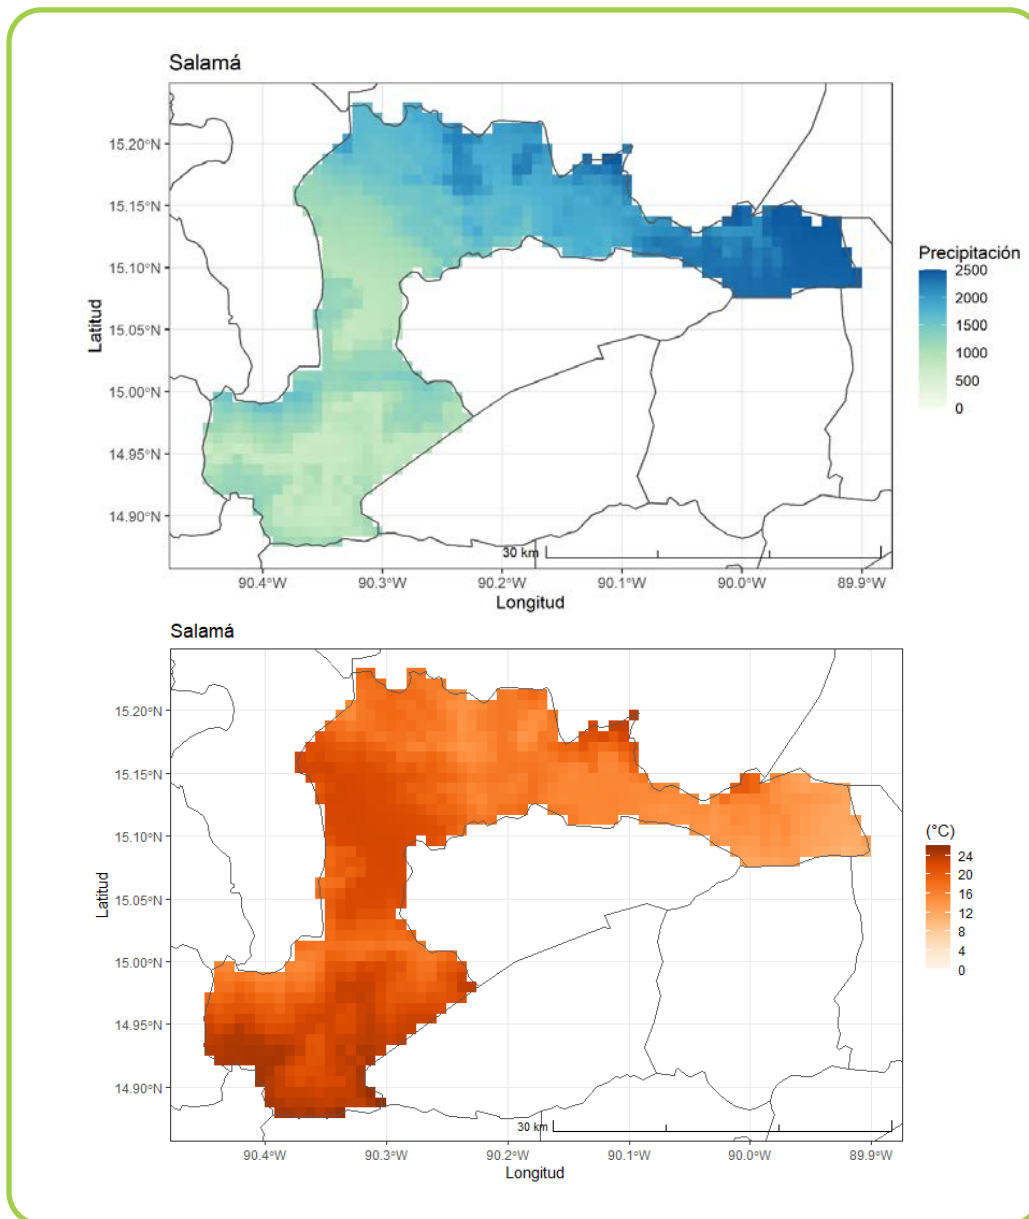 Salamá
15.20°N
15.15°N
15.10°N
15.05°N
15.00°N
14.95°N
14.90°N
Latitud
30 km
90.4°W 90.3°W 90.2°W 90.1°W 90.0°W 89.9°W
Longitud
Precipitación
2500
2000
1500
1000
500
0
Salamá
15.20°N
15.15°N
15.10°N
15.05°N
15.00°N
14.95°N
14.90°N
Latitud
30 km
90.4°W 90.3°W 90.2°W 90.1°W 90.0°W 89.9°W
Longitud
(°C)
24
20
16
12
8
4
0